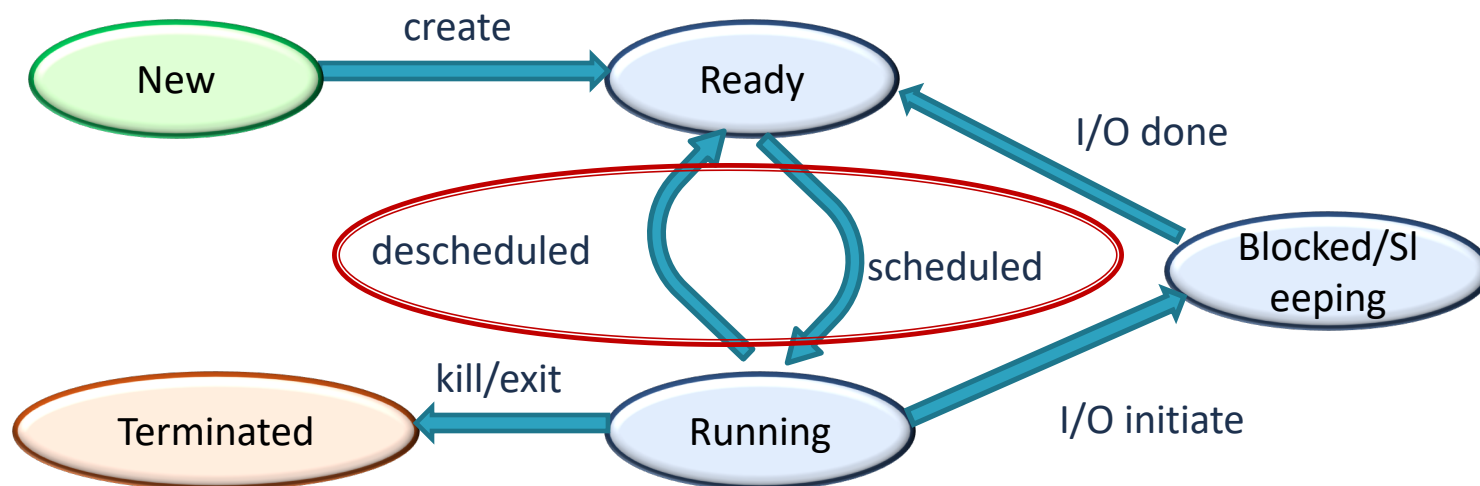 create
New
Ready
I/O done
descheduled
scheduled
Blocked/Sl
eeping
kill/exit
Terminated
Running
I/O initiate